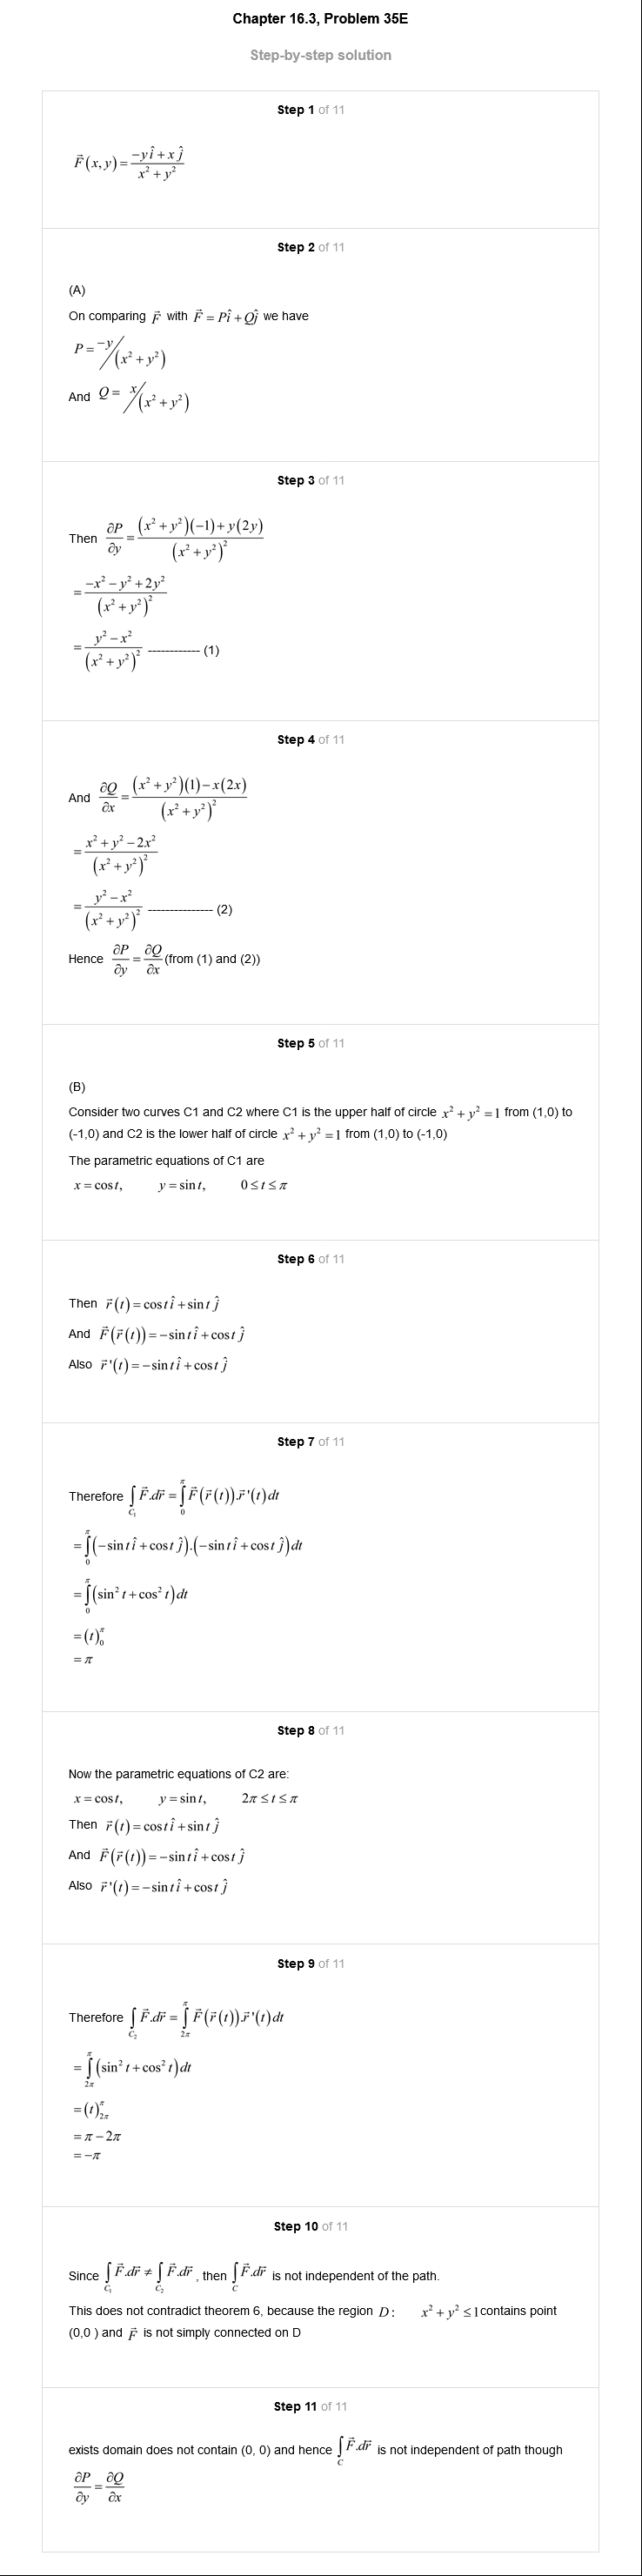 Chapter 16.3, Problem 35E
Step-by-step solution
Step 1 of 11
$\vec{F}(x,y)=\frac{-y\hat{i}+x\hat{j}}{x^2+y^2}$
Step 2 of 11
(A)
On comparing $\vec{F}$ with $\vec{F}=P\hat{i}+Q\hat{j}$ we have
$P={-y}/{(x^2+y^2)}$
And $Q={x}/{(x^2+y^2)}$
Step 3 of 11
Then $\frac{\partial P}{\partial y}=\frac{(x^2+y^2)(-1)+y(2y)}{(x^2+y^2)^2}$
$=\frac{-x^2-y^2+2y^2}{(x^2+y^2)^2}$
$=\frac{y^2-x^2}{(x^2+y^2)^2}$ ------------ (1)
Step 4 of 11
And $\frac{\partial Q}{\partial x}=\frac{(x^2+y^2)(1)-x(2x)}{(x^2+y^2)^2}$
$=\frac{x^2+y^2-2x^2}{(x^2+y^2)^2}$
$=\frac{y^2-x^2}{(x^2+y^2)^2}$ --------------- (2)
Hence $\frac{\partial P}{\partial y}=\frac{\partial Q}{\partial x}$ (from (1) and (2))
Step 5 of 11
(B)
Consider two curves C1 and C2 where C1 is the upper half of circle $x^2+y^2=1$ from (1,0) to
(-1,0) and C2 is the lower half of circle $x^2+y^2=1$ from (1,0) to (-1,0)
The parametric equations of C1 are
$x=\cos t, \quad y=\sin t, \quad 0\le t\le\pi$
Step 6 of 11
Then $\vec{r}(t)=\cos t\,\hat{i}+\sin t\,\hat{j}$
And $\vec{F}(\vec{r}(t))=-\sin t\,\hat{i}+\cos t\,\hat{j}$
Also $\vec{r}\,'(t)=-\sin t\,\hat{i}+\cos t\,\hat{j}$
Step 7 of 11
Therefore $\int_{C_1}\vec{F}.d\vec{r}=\int_0^{\pi}\vec{F}(\vec{r}(t)).\vec{r}\,'(t)dt$
$=\int_0^{\pi}(-\sin t\,\hat{i}+\cos t\,\hat{j}).(-\sin t\,\hat{i}+\cos t\,\hat{j})dt$
$=\int_0^{\pi}(\sin^2 t+\cos^2 t)dt$
$=(t)_0^{\pi}$
$=\pi$
Step 8 of 11
Now the parametric equations of C2 are:
$x=\cos t, \quad y=\sin t, \quad 2\pi\le t\le\pi$
Then $\vec{r}(t)=\cos t\,\hat{i}+\sin t\,\hat{j}$
And $\vec{F}(\vec{r}(t))=-\sin t\,\hat{i}+\cos t\,\hat{j}$
Also $\vec{r}\,'(t)=-\sin t\,\hat{i}+\cos t\,\hat{j}$
Step 9 of 11
Therefore $\int_{C_2}\vec{F}.d\vec{r}=\int_{2\pi}^{\pi}\vec{F}(\vec{r}(t)).\vec{r}\,'(t)dt$
$=\int_{2\pi}^{\pi}(\sin^2 t+\cos^2 t)dt$
$=(t)_{2\pi}^{\pi}$
$=\pi-2\pi$
$=-\pi$
Step 10 of 11
Since $\int_{C_1}\vec{F}.d\vec{r}\ne\int_{C_2}\vec{F}.d\vec{r}$ , then $\int_{C}\vec{F}.d\vec{r}$ is not independent of the path.
This does not contradict theorem 6, because the region $D: \quad x^2+y^2\le 1$ contains point
(0,0 ) and $\vec{F}$ is not simply connected on D
Step 11 of 11
exists domain does not contain (0, 0) and hence $\int_{C}\vec{F}.d\vec{r}$ is not independent of path though
$\frac{\partial P}{\partial y}=\frac{\partial Q}{\partial x}$